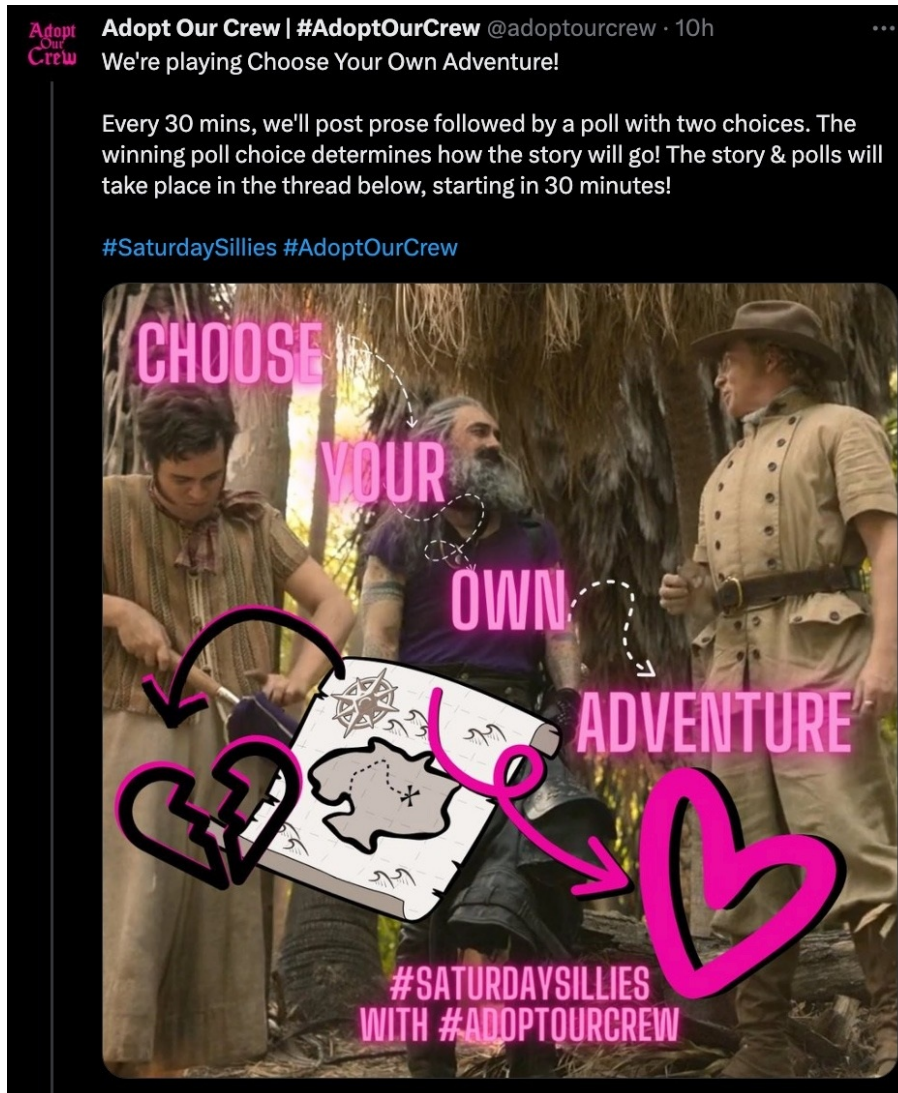 Adopt
Our
Crew
Adopt Our Crew | #AdoptOurCrew @adoptourcrew · 10h
We're playing Choose Your Own Adventure!
Every 30 mins, we'll post prose followed by a poll with two choices. The
winning poll choice determines how the story will go! The story & polls will
take place in the thread below, starting in 30 minutes!
#SaturdaySillies #AdoptOurCrew
CHOOSE
YOUR
OWN
ADVENTURE
#SATURDAYSILLIES
WITH #ADOPTOURCREW